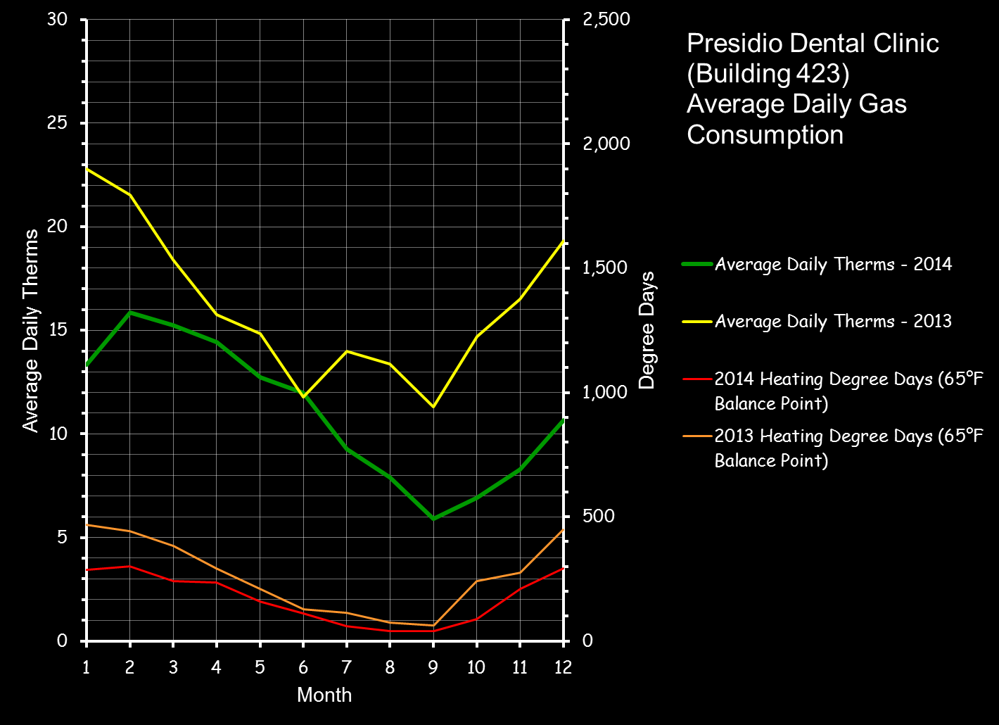 Presidio Dental Clinic
(Building 423)
Average Daily Gas
Consumption
30
25
20
15
10
5
0
Average Daily Therms
2,500
2,000
1,500
1,000
500
0
Degree Days
1 2 3 4 5 6 7 8 9 10 11 12
Month
Average Daily Therms - 2014
Average Daily Therms - 2013
2014 Heating Degree Days (65°F
Balance Point)
2013 Heating Degree Days (65°F
Balance Point)